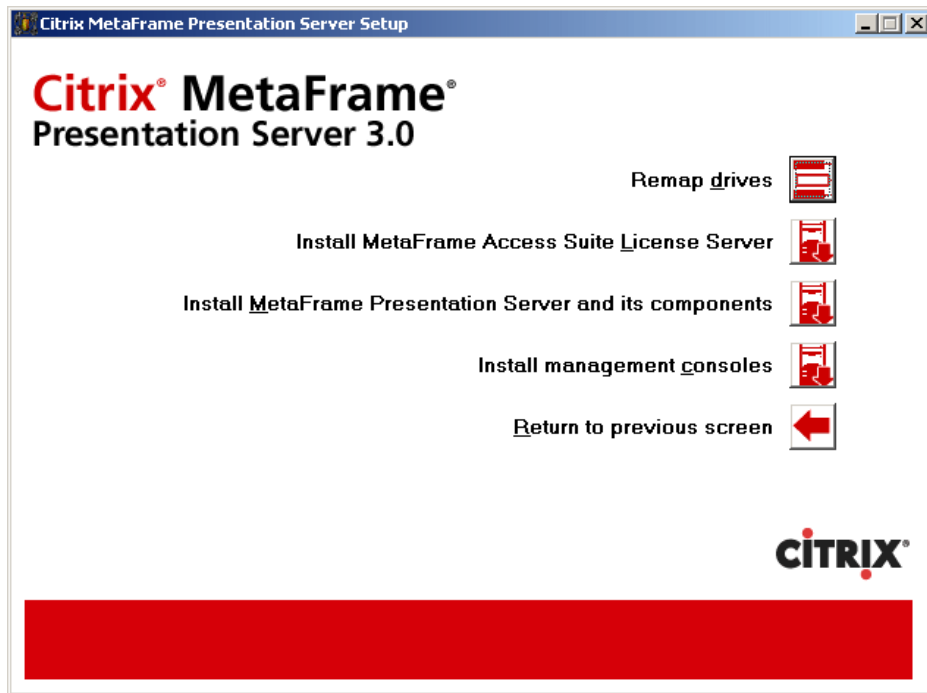 Citrix MetaFrame Presentation Server Setup
Citrix® MetaFrame®
Presentation Server 3.0
Remap drives
Install MetaFrame Access Suite License Server
Install MetaFrame Presentation Server and its components
Install management consoles
Return to previous screen
CITRIX®